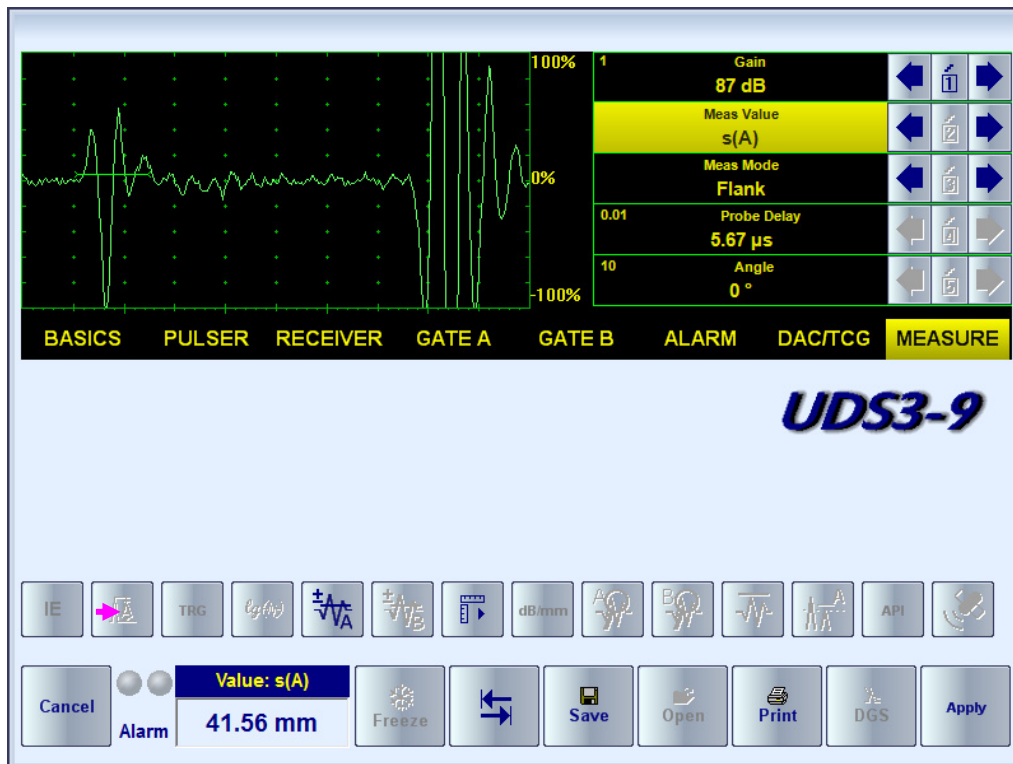 100%
0%
-100%
1
Gain
87 dB
1
Meas Value
s(A)
2
Meas Mode
Flank
3
0.01
Probe Delay
5.67 µs
4
10
Angle
0 °
5
BASICS PULSER RECEIVER GATE A GATE B ALARM DAC/TCG MEASURE
UDS3-9
IE
TRG
lg(∕∕∕)
±
A
±
B
dB/mm
A
B
A
API
Cancel
Alarm
Value: s(A)
41.56 mm
Freeze
Save
Open
Print
DGS
Apply